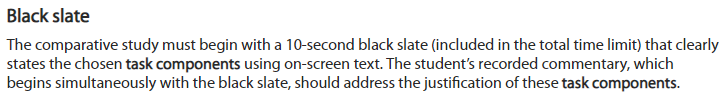 Black slate
The comparative study must begin with a 10-second black slate (included in the total time limit) that clearly
states the chosen task components using on-screen text. The student's recorded commentary, which
begins simultaneously with the black slate, should address the justification of these task components.